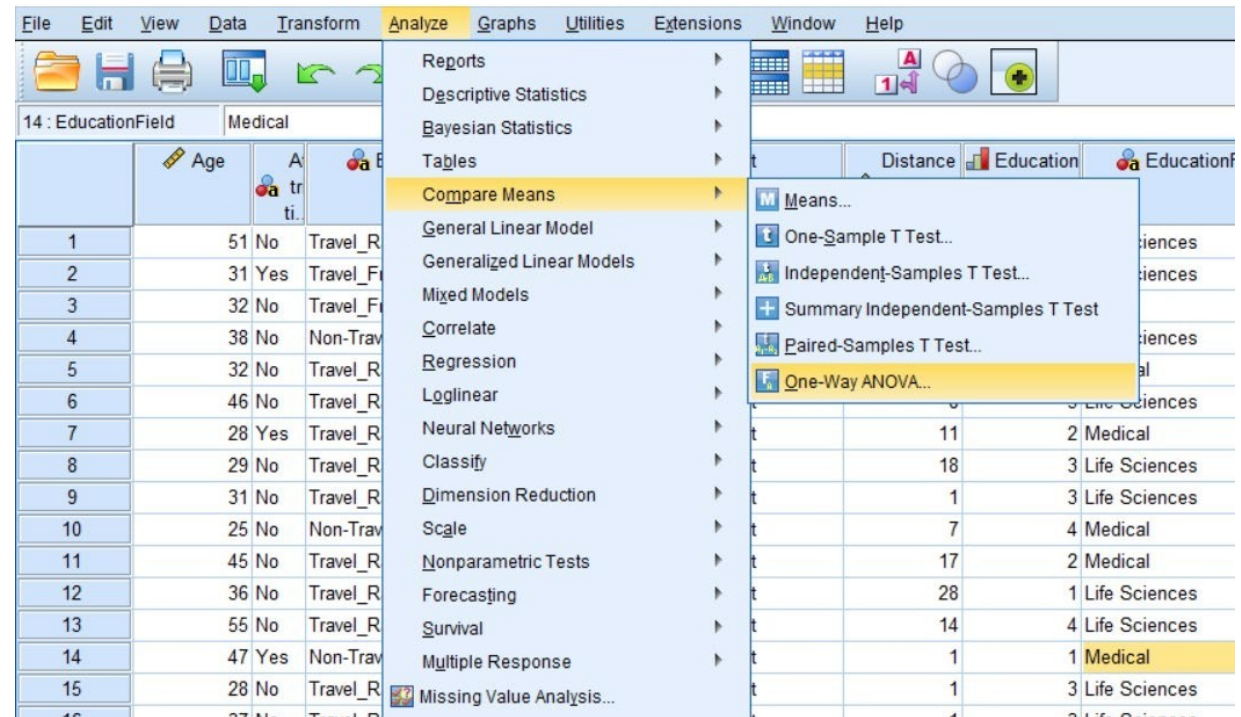 File Edit View Data Transform Analyze Graphs Utilities Extensions Window Help
14 : EducationField Medical
Age
A
tr
ti..
Distance
Education
EducationF
Reports
Descriptive Statistics
Bayesian Statistics
Tables
Compare Means
General Linear Model
Generalized Linear Models
Mixed Models
Correlate
Regression
Loglinear
Neural Networks
Classify
Dimension Reduction
Scale
Nonparametric Tests
Forecasting
Survival
Multiple Response
Missing Value Analysis...
Means...
One-Sample T Test...
Independent-Samples T Test...
Summary Independent-Samples T Test
Paired-Samples T Test...
One-Way ANOVA...
1 51 No Travel_R iences
2 31 Yes Travel_Fr iences
3 32 No Travel_Fr
4 38 No Non-Trav iences
5 32 No Travel_R al
6 46 No Travel_R
7 28 Yes Travel_R t 11 2 Medical
8 29 No Travel_R t 18 3 Life Sciences
9 31 No Travel_R t 1 3 Life Sciences
10 25 No Non-Trav t 7 4 Medical
11 45 No Travel_R t 17 2 Medical
12 36 No Travel_R t 28 1 Life Sciences
13 55 No Travel_R t 14 4 Life Sciences
14 47 Yes Non-Trav t 1 1 Medical
15 28 No Travel_R t 1 3 Life Sciences